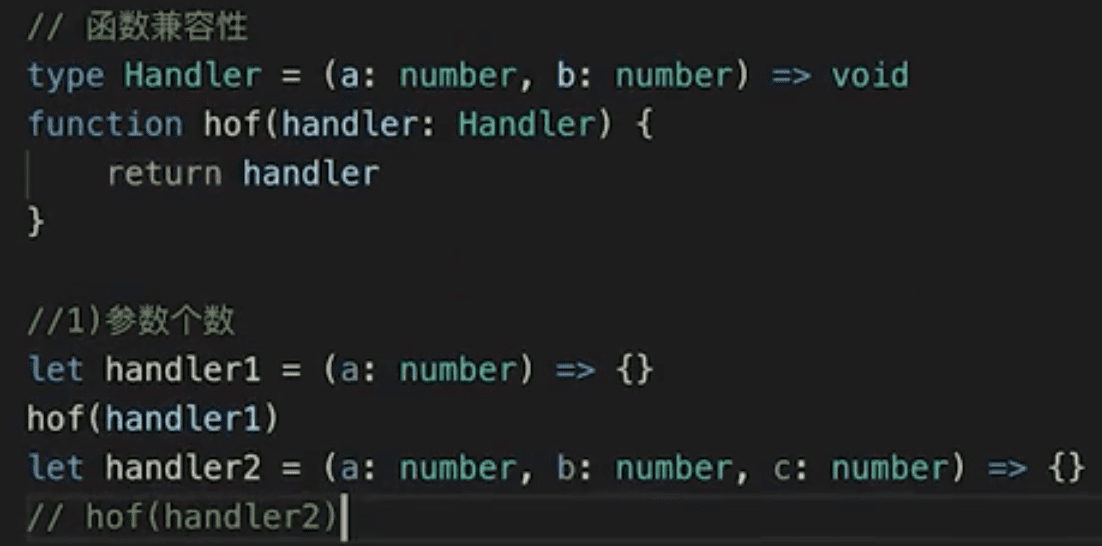 // 函数兼容性
type Handler = (a: number, b: number) => void
function hof(handler: Handler) {
    return handler
}
//1)参数个数
let handler1 = (a: number) => {}
hof(handler1)
let handler2 = (a: number, b: number, c: number) => {}
// hof(handler2)